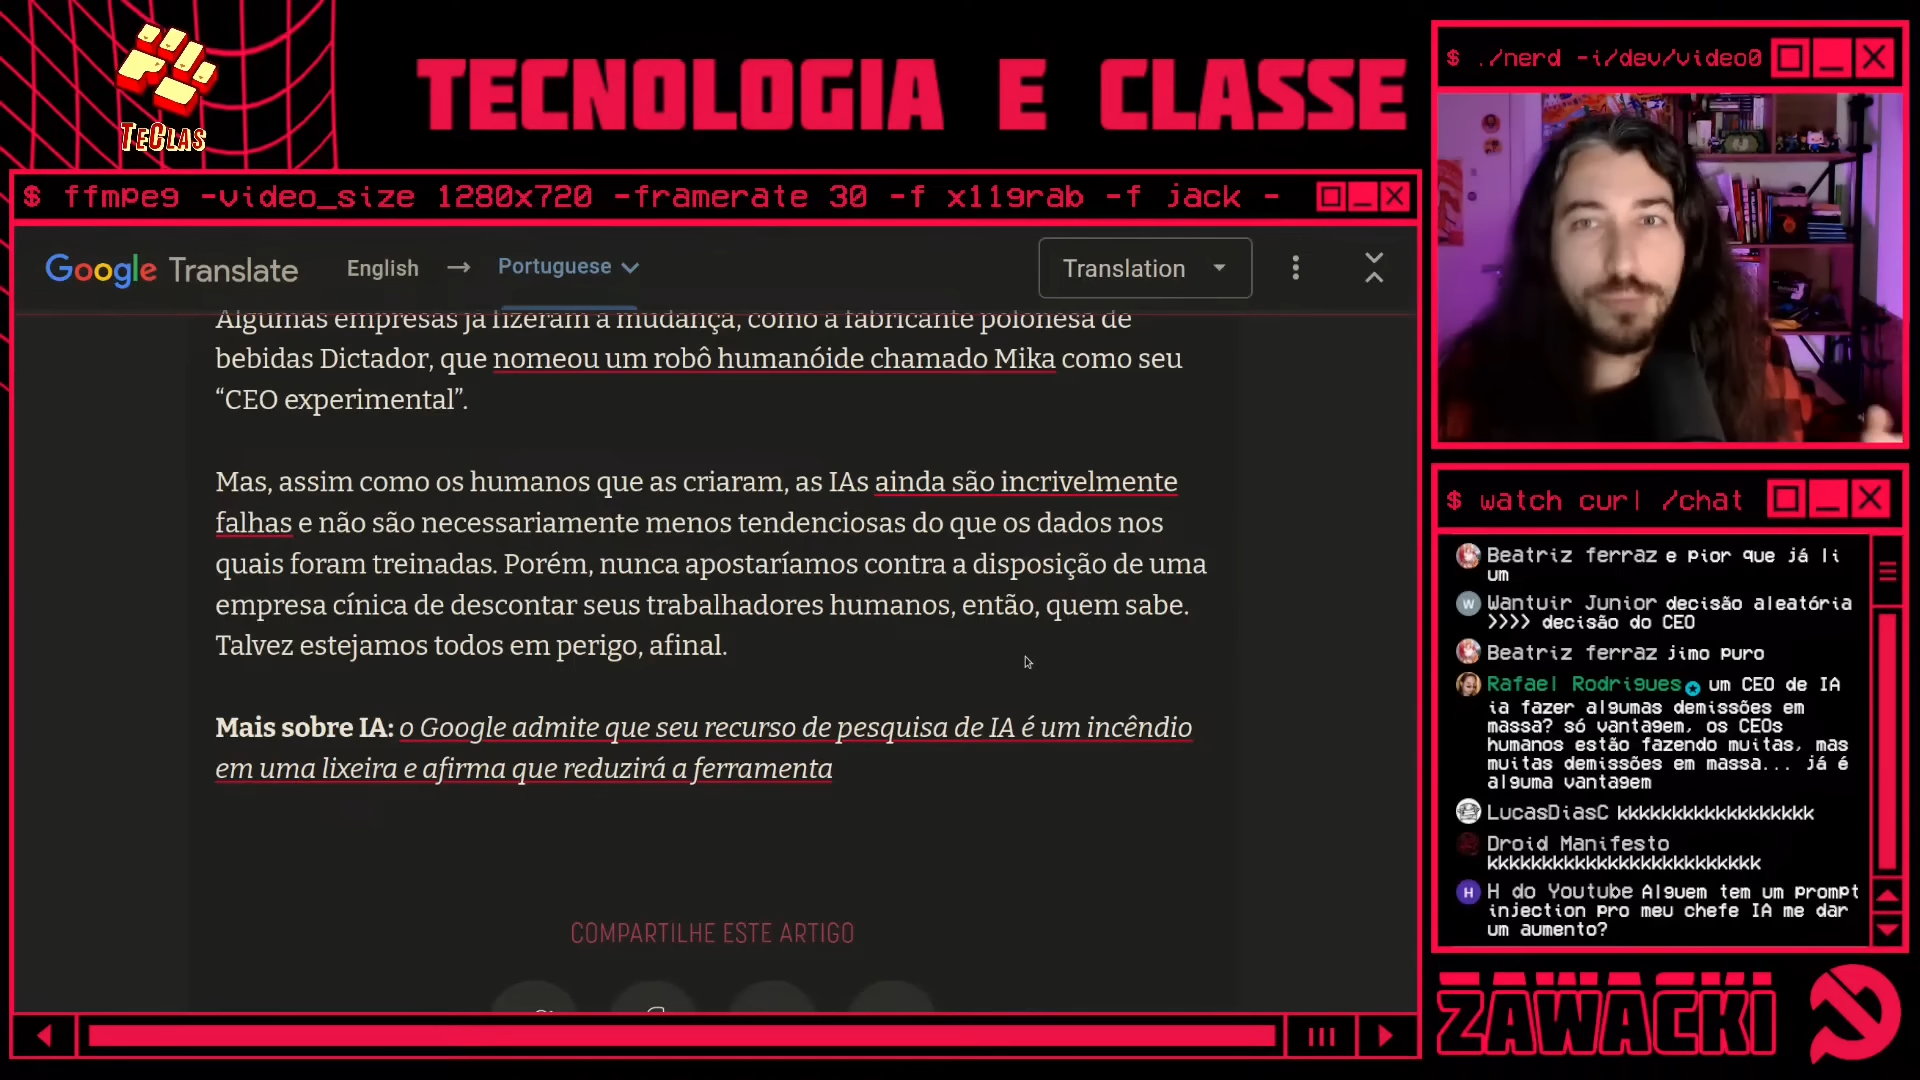 TeClas
TECNOLOGIA E CLASSE
$ ffmpeg -video_size 1280x720 -framerate 30 -f x11grab -f jack -
Google Translate English → Portuguese Translation
Algumas empresas já fizeram a mudança, como a fabricante polonesa de
bebidas Dictador, que nomeou um robô humanóide chamado Mika como seu
“CEO experimental”.
Mas, assim como os humanos que as criaram, as IAs ainda são incrivelmente
falhas e não são necessariamente menos tendenciosas do que os dados nos
quais foram treinadas. Porém, nunca apostaríamos contra a disposição de uma
empresa cínica de descontar seus trabalhadores humanos, então, quem sabe.
Talvez estejamos todos em perigo, afinal.
Mais sobre IA: o Google admite que seu recurso de pesquisa de IA é um incêndio
em uma lixeira e afirma que reduzirá a ferramenta
COMPARTILHE ESTE ARTIGO
$ ./nerd -i/dev/video0
$ watch curl /chat
Beatriz ferraz e pior que já li
um
W Wantuir Junior decisão aleatória
>>>> decisão do CEO
Beatriz ferraz jimo puro
Rafael Rodrigues um CEO de IA
ia fazer algumas demissões em
massa? só vantagem, os CEOs
humanos estão fazendo muitas, mas
muitas demissões em massa... já é
alguma vantagem
LucasDiasC kkkkkkkkkkkkkkkkkk
Droid Manifesto
kkkkkkkkkkkkkkkkkkkkkkkkk
H H do Youtube Alguem tem um prompt
injection pro meu chefe IA me dar
um aumento?
ZAWACKI